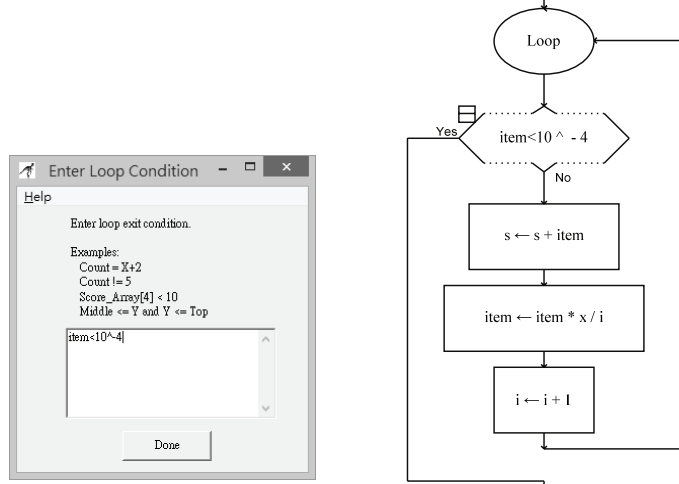 Enter Loop Condition
Help
Enter loop exit condition.
Examples:
Count = X+2
Count != 5
Score_Array[4] < 10
Middle <= Y and Y <= Top
item<10^-4
Done
Loop
Yes
item<10 ^ - 4
No
s ← s + item
item ← item * x / i
i ← i + 1